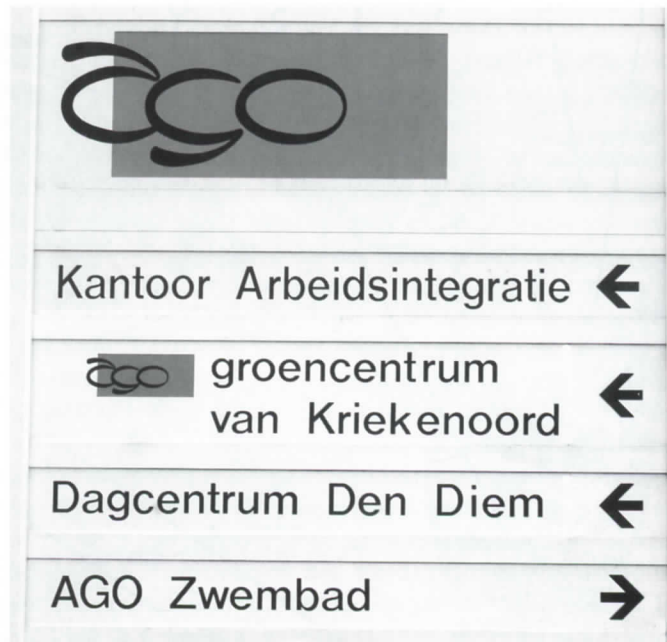 ago
Kantoor Arbeidsintegratie ←
ago groencentrum
van Kriekenoord ←
Dagcentrum Den Diem ←
AGO Zwembad →